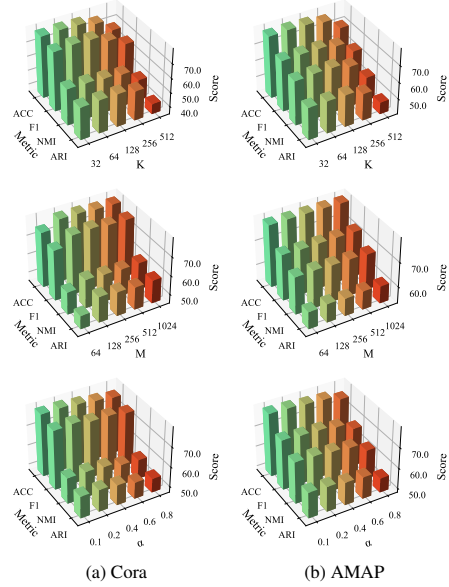 70.0
60.0
50.0
40.0
Score
ACC
F1
NMI
ARI
Metric
32
64
128
256
512
K
70.0
60.0
50.0
Score
ACC
F1
NMI
ARI
Metric
32
64
128
256
512
K
70.0
60.0
50.0
Score
ACC
F1
NMI
ARI
Metric
64
128
256
512
1024
M
70.0
60.0
Score
ACC
F1
NMI
ARI
Metric
64
128
256
512
1024
M
70.0
60.0
50.0
Score
ACC
F1
NMI
ARI
Metric
0.1
0.2
0.4
0.6
0.8
α
70.0
60.0
50.0
Score
ACC
F1
NMI
ARI
Metric
0.1
0.2
0.4
0.6
0.8
α
(a) Cora
(b) AMAP